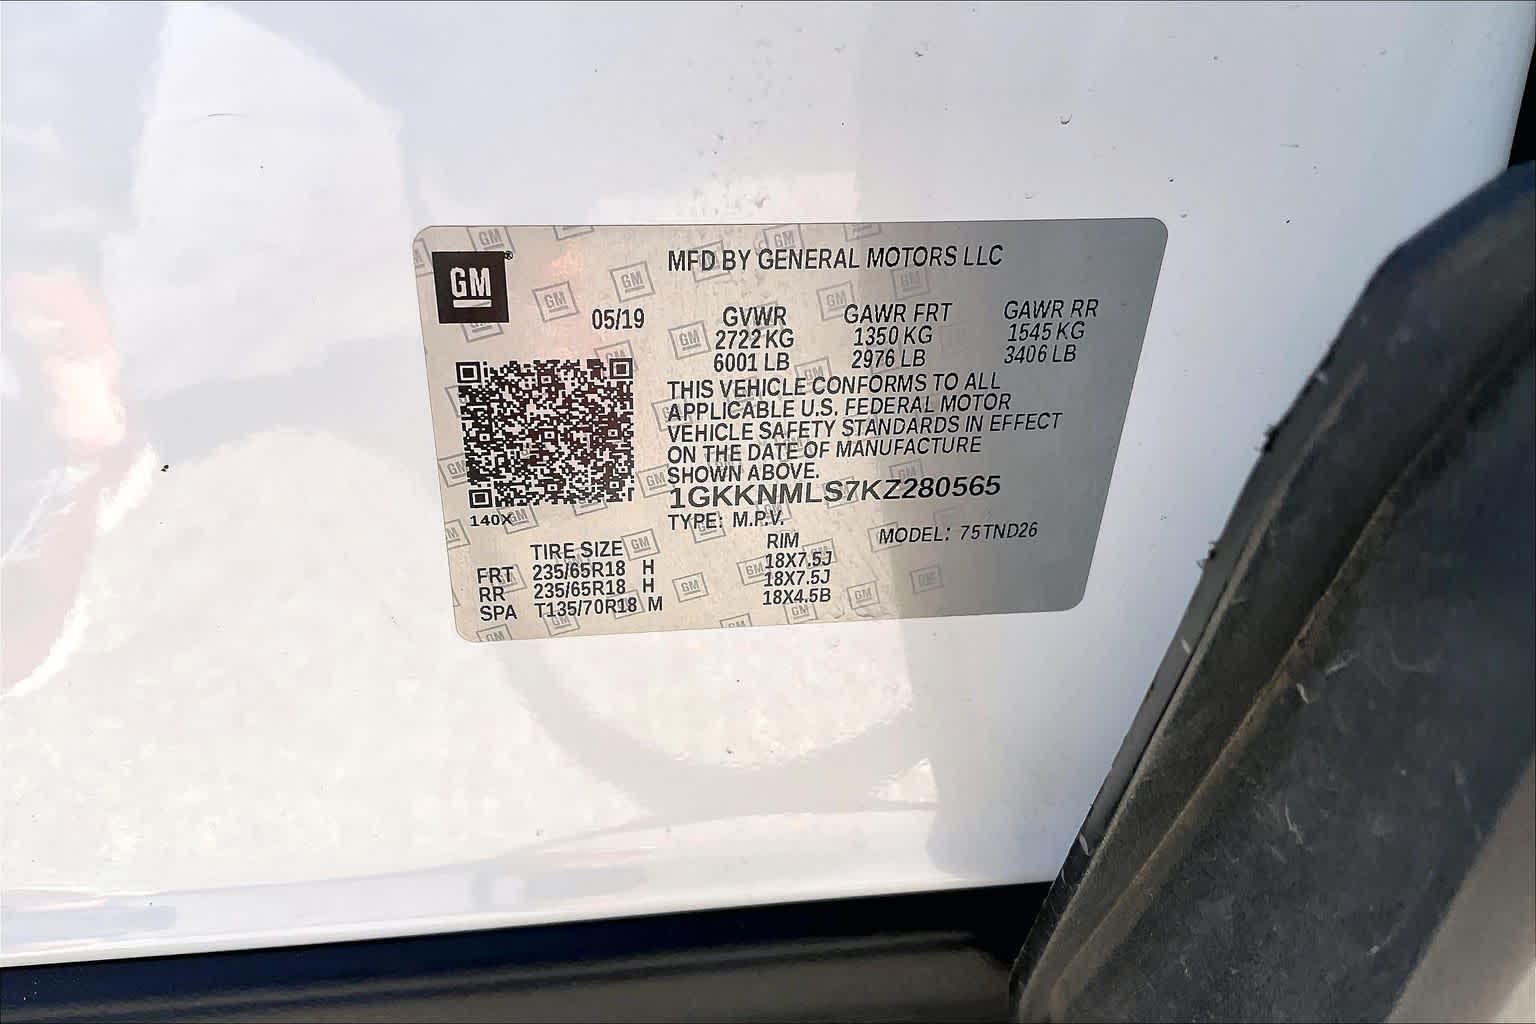 GM
MFD BY GENERAL MOTORS LLC
05/19
GVWR GAWR FRT GAWR RR
2722 KG 1350 KG 1545 KG
6001 LB 2976 LB 3406 LB
THIS VEHICLE CONFORMS TO ALL
APPLICABLE U.S. FEDERAL MOTOR
VEHICLE SAFETY STANDARDS IN EFFECT
ON THE DATE OF MANUFACTURE
SHOWN ABOVE.
1GKKNMLS7KZ280565
140X
TYPE: M.P.V. MODEL: 75TND26
TIRE SIZE RIM
FRT 235/65R18 H 18X7.5J
RR 235/65R18 H 18X7.5J
SPA T135/70R18 M 18X4.5B